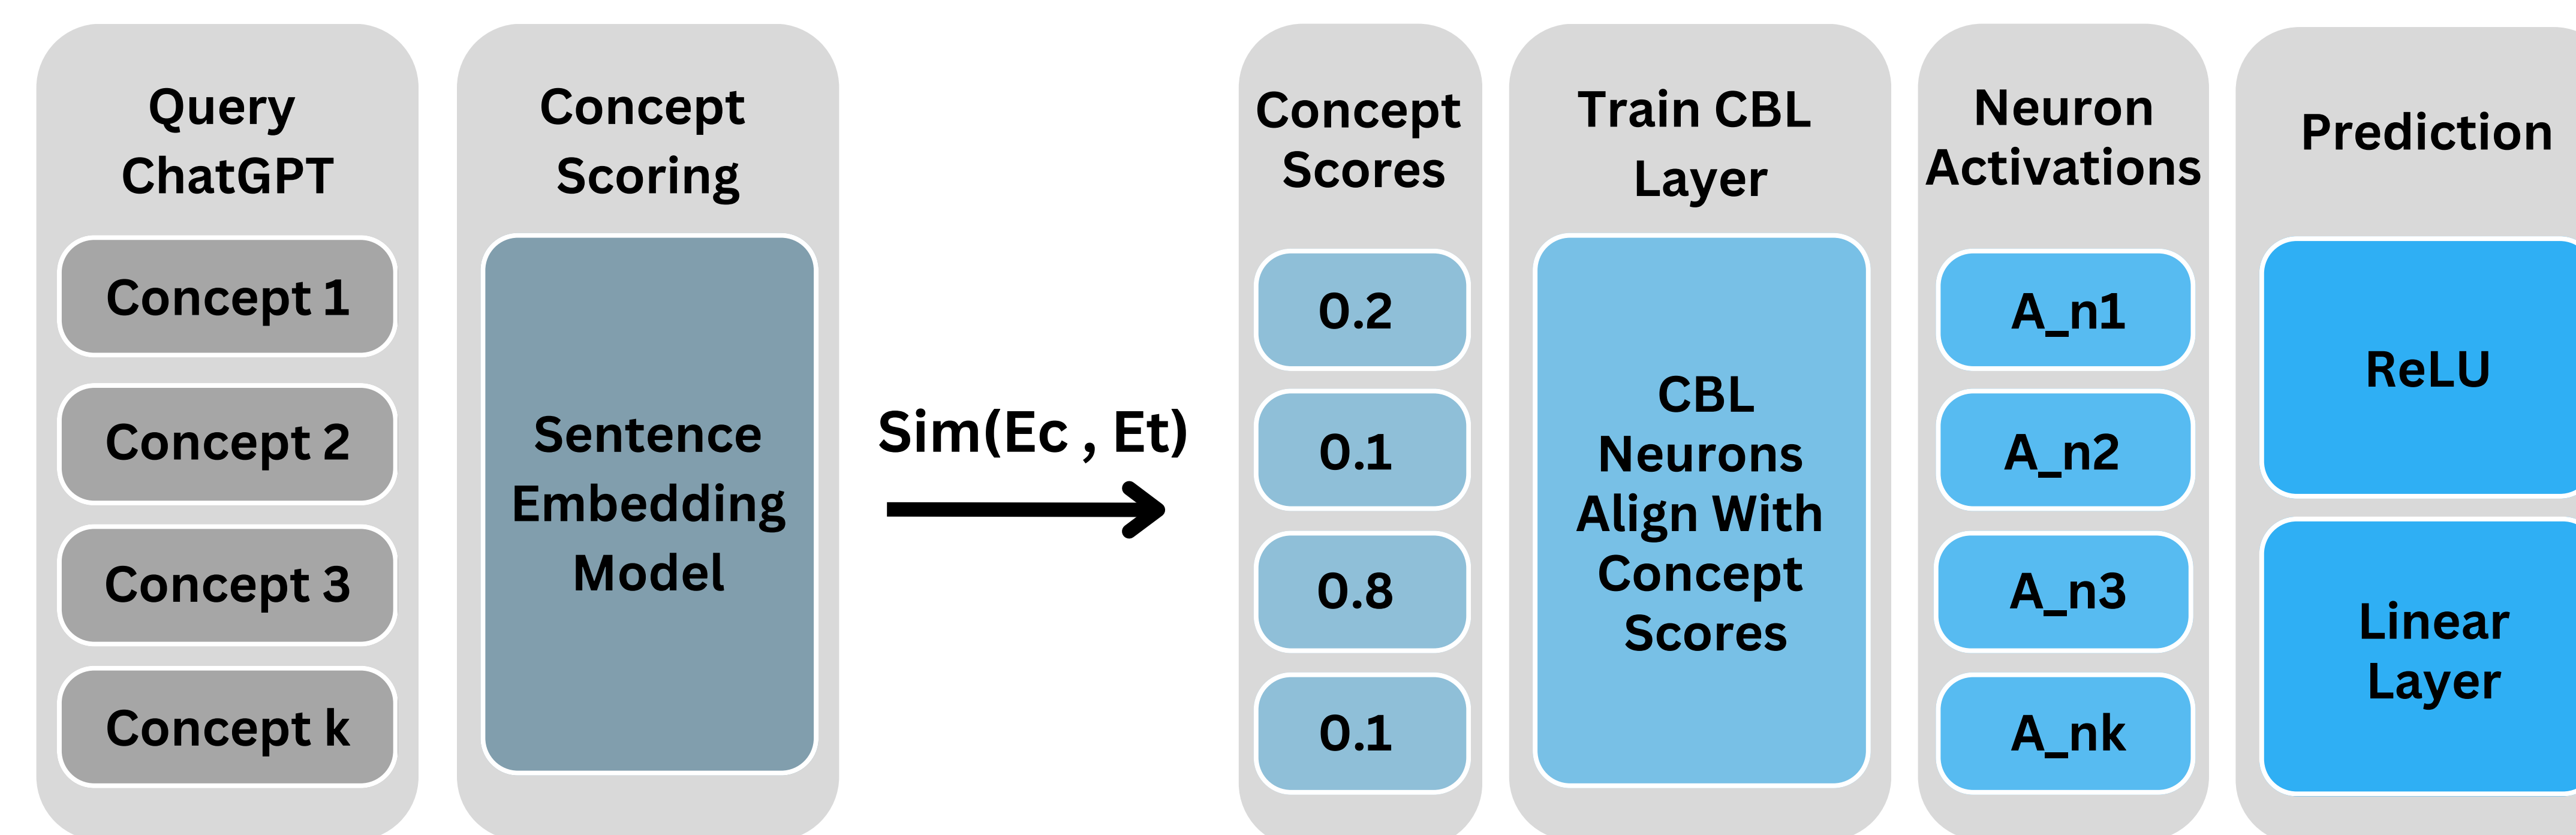 Query
ChatGPT
Concept 1
Concept 2
Concept 3
Concept k
Concept
Scoring
Sentence
Embedding
Model
Sim(Ec , Et)
Concept
Scores
0.2
0.1
0.8
0.1
Train CBL
Layer
CBL
Neurons
Align With
Concept
Scores
Neuron
Activations
A_n1
A_n2
A_n3
A_nk
Prediction
ReLU
Linear
Layer